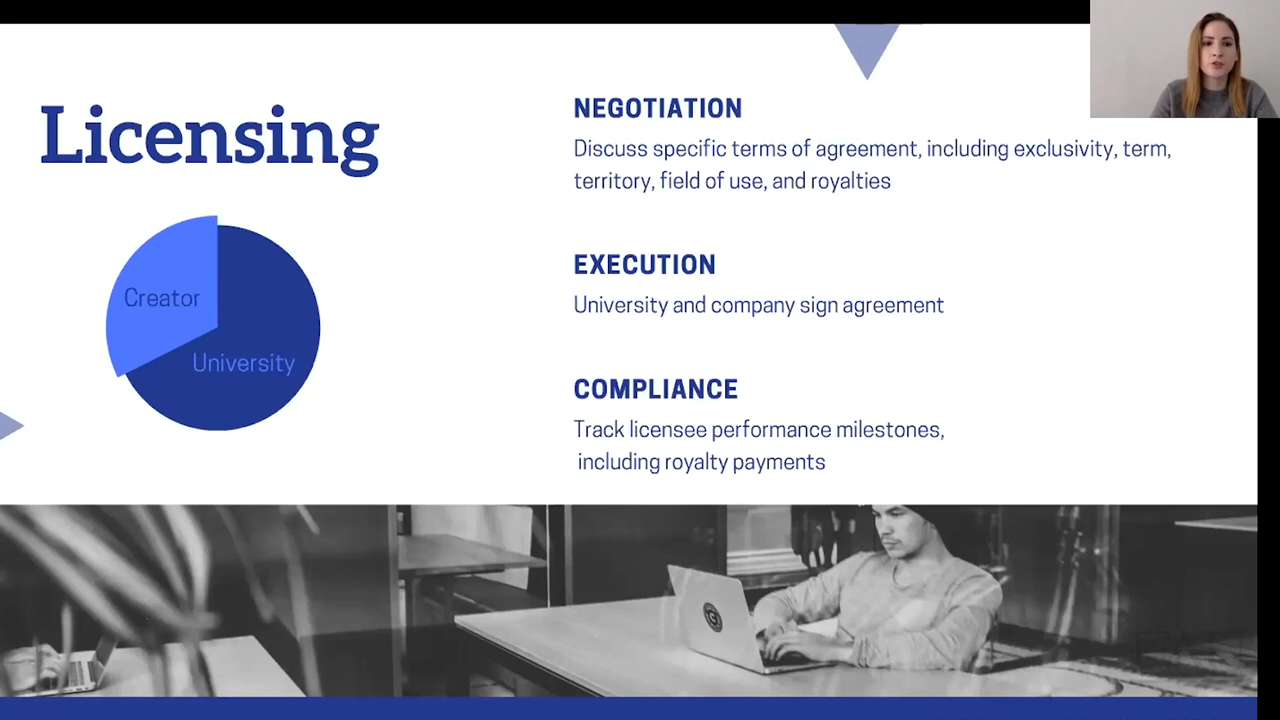 Licensing
Creator
University
NEGOTIATION
Discuss specific terms of agreement, including exclusivity, term,
territory, field of use, and royalties
EXECUTION
University and company sign agreement
COMPLIANCE
Track licensee performance milestones,
including royalty payments